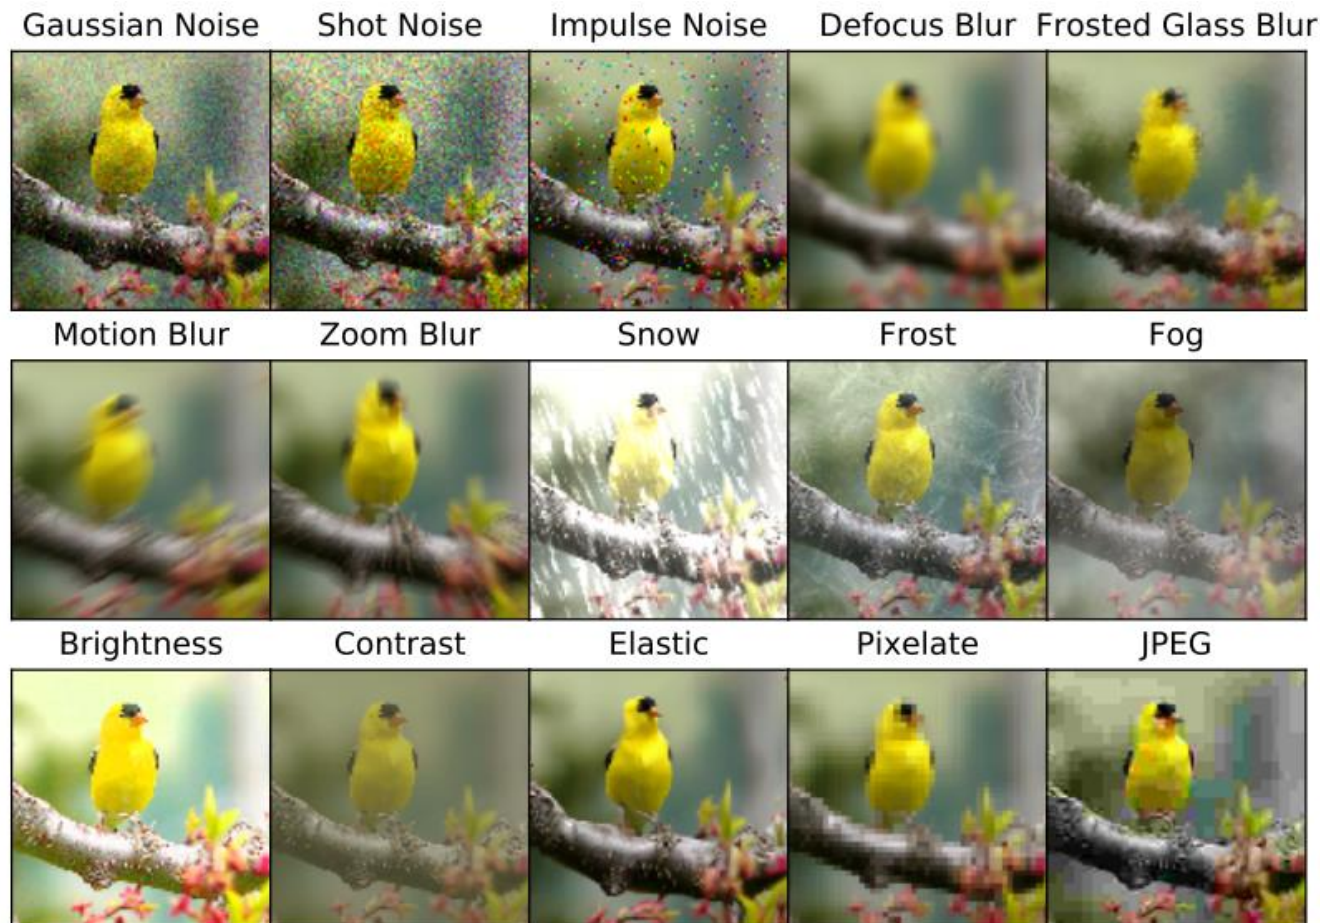 Gaussian Noise Shot Noise Impulse Noise Defocus Blur Frosted Glass Blur
Motion Blur Zoom Blur Snow Frost Fog
Brightness Contrast Elastic Pixelate JPEG